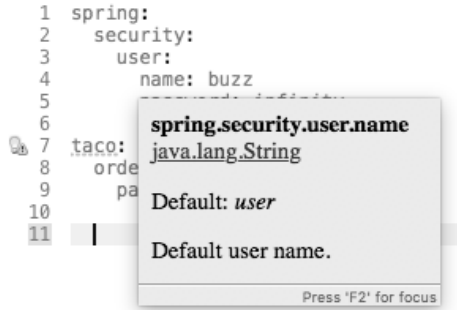 1 spring:
2 security:
3 user:
4 name: buzz
5
6
7 taco:
8 orde
9 pa
10
11
spring.security.user.name
java.lang.String
Default: user
Default user name.
Press 'F2' for focus